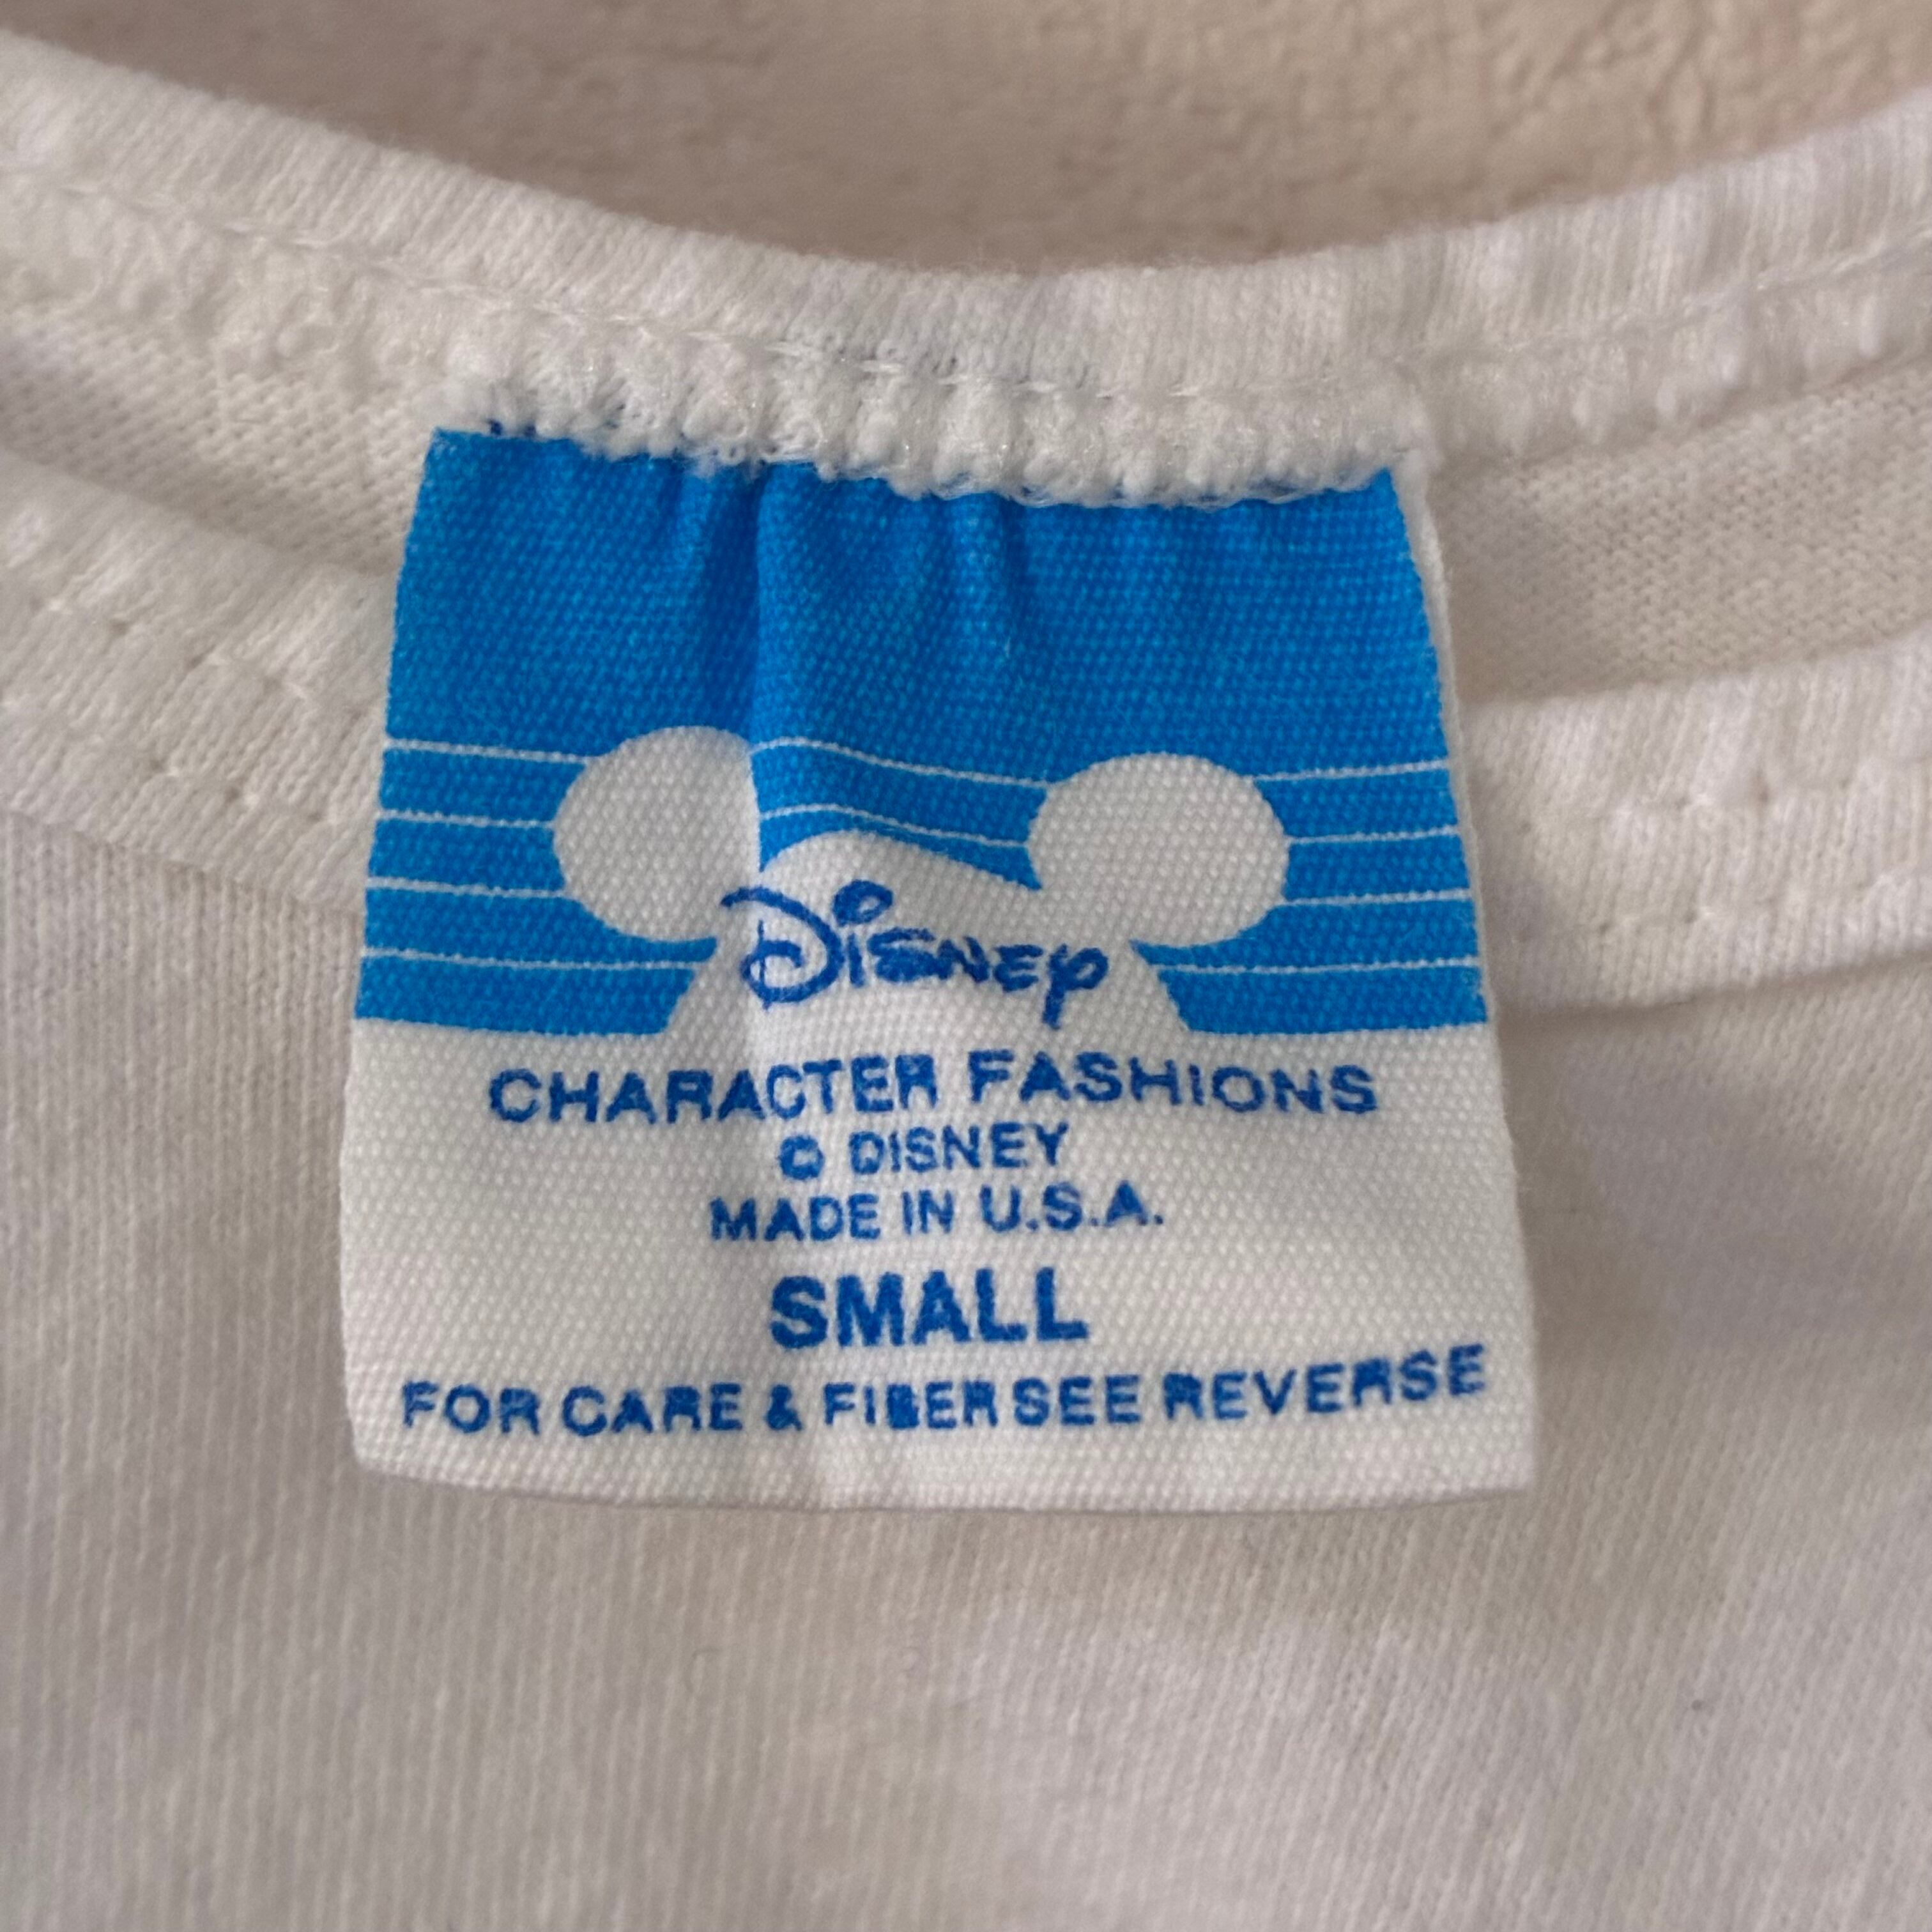 Disney
CHARACTER FASHIONS
© DISNEY
MADE IN U.S.A.
SMALL
FOR CARE & FIBER SEE REVERSE